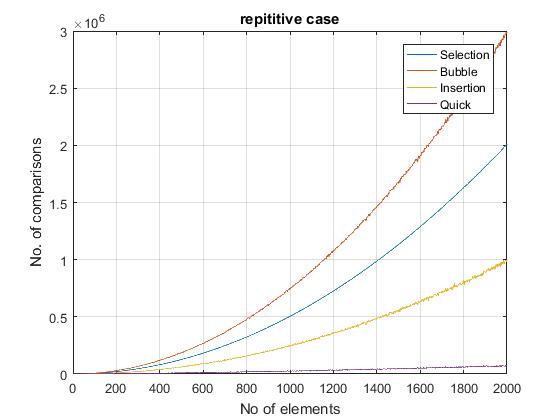 repititive case
×10^6
3
2.5
2
1.5
1
0.5
0
Selection
Bubble
Insertion
Quick
No. of comparisons
0 200 400 600 800 1000 1200 1400 1600 1800 2000
No of elements